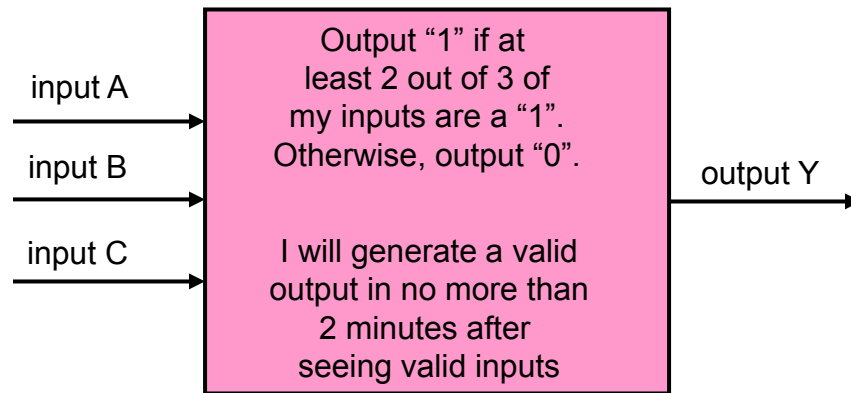 input A
input B
input C
Output “1” if at
least 2 out of 3 of
my inputs are a “1”.
Otherwise, output “0”.
I will generate a valid
output in no more than
2 minutes after
seeing valid inputs
output Y